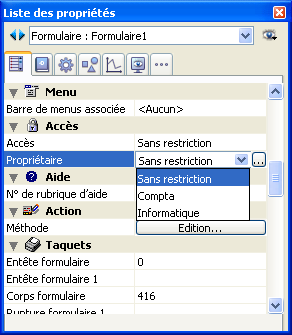 Liste des propriétés
Formulaire : Formulaire1
Menu
Barre de menus associée <Aucun>
Accès
Accès Sans restriction
Propriétaire Sans restriction ...
Sans restriction
Aide
Compta
N° de rubrique d'aide
Informatique
Action
Méthode Edition...
Taquets
Entête formulaire 0
Entête formulaire 1
Corps formulaire 416
Rupture formulaire 1